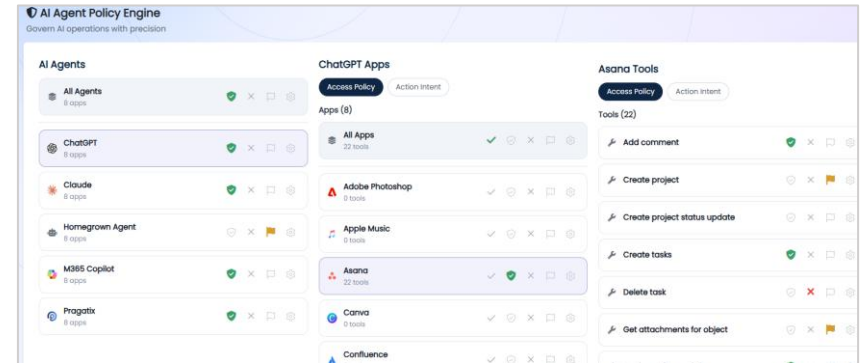 AI Agent Policy Engine
Govern AI operations with precision
AI Agents
All Agents
8 apps
ChatGPT
8 apps
Claude
8 apps
Homegrown Agent
8 apps
M365 Copilot
8 apps
Pragatix
8 apps
ChatGPT Apps
Access Policy
Action Intent
Apps (8)
All Apps
22 tools
Adobe Photoshop
0 tools
Apple Music
0 tools
Asana
22 tools
Canva
0 tools
Confluence
Asana Tools
Access Policy
Action Intent
Tools (22)
Add comment
Create project
Create project status update
Create tasks
Delete task
Get attachments for object